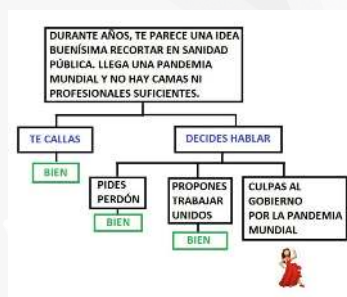 DURANTE AÑOS, TE PARECE UNA IDEA
BUENÍSIMA RECORTAR EN SANIDAD
PÚBLICA. LLEGA UNA PANDEMIA
MUNDIAL Y NO HAY CAMAS NI
PROFESIONALES SUFICIENTES.
TE CALLAS
BIEN
DECIDES HABLAR
PIDES
PERDÓN
BIEN
PROPONES
TRABAJAR
UNIDOS
BIEN
CULPAS AL
GOBIERNO
POR LA PANDEMIA
MUNDIAL